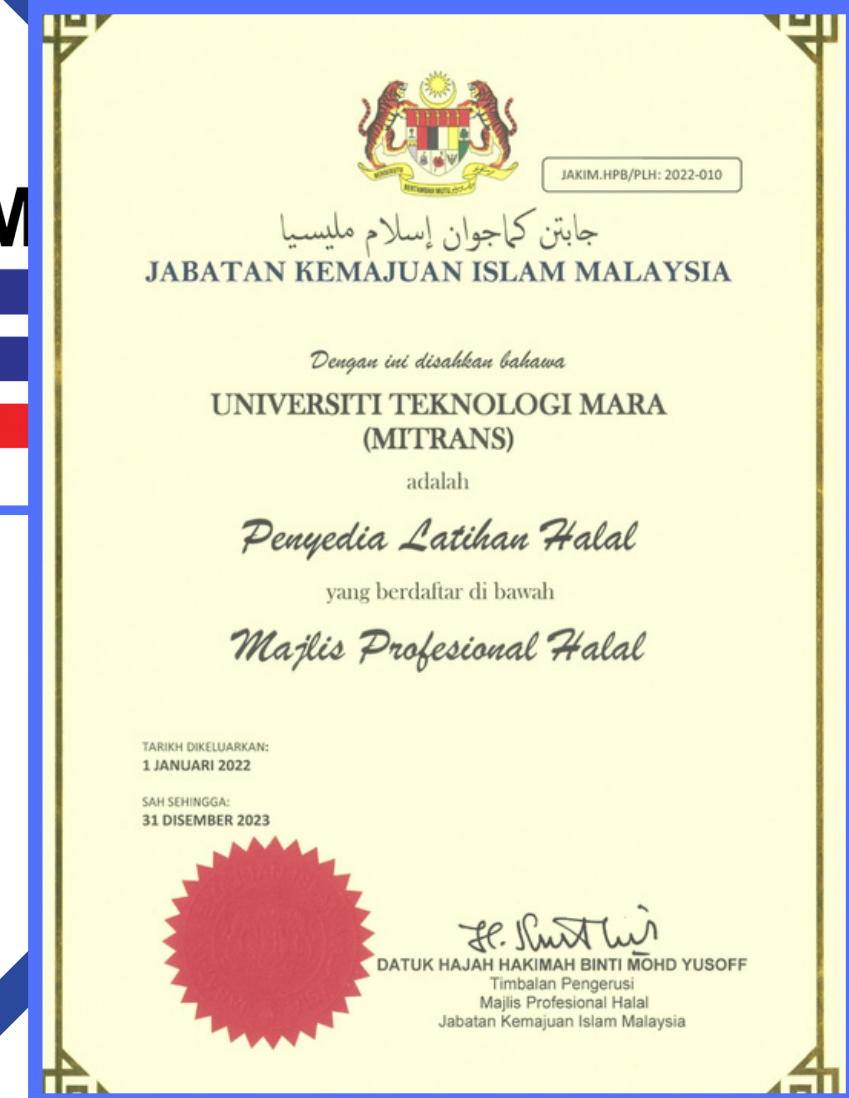 JAKIM.HPB/PLH: 2022-010
جابتن كماجوان إسلام مليسيا
JABATAN KEMAJUAN ISLAM MALAYSIA
Dengan ini disahkan bahawa
UNIVERSITI TEKNOLOGI MARA
(MITRANS)
adalah
Penyedia Latihan Halal
yang berdaftar di bawah
Majlis Profesional Halal
TARIKH DIKELUARKAN:
1 JANUARI 2022
SAH SEHINGGA:
31 DISEMBER 2023
DATUK HAJAH HAKIMAH BINTI MOHD YUSOFF
Timbalan Pengerusi
Majlis Profesional Halal
Jabatan Kemajuan Islam Malaysia